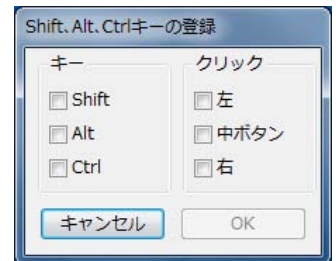 Shift、Alt、Ctrlキーの登録
キー
Shift
Alt
Ctrl
クリック
左
中ボタン
右
キャンセル
OK